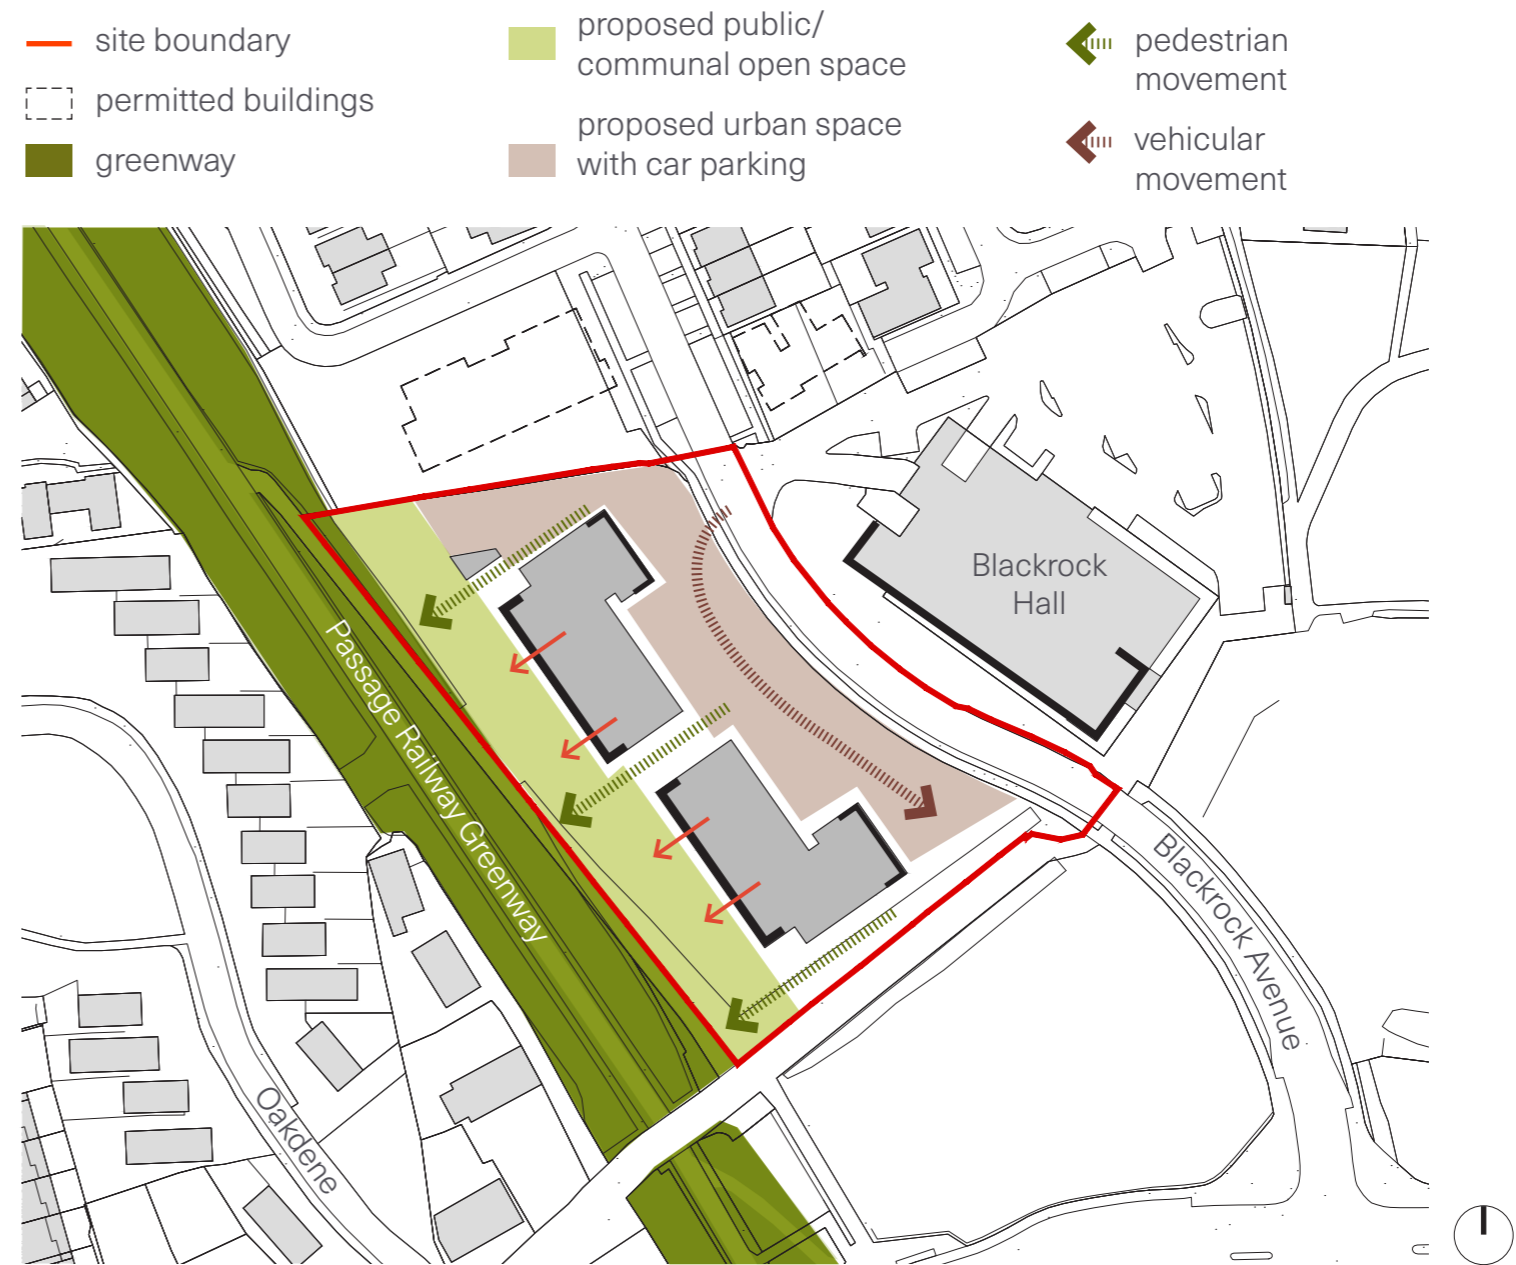 site boundary
permitted buildings
greenway
proposed public/
communal open space
proposed urban space
with car parking
pedestrian
movement
vehicular
movement
Blackrock
Hall
Passage Railway Greenway
Blackrock Avenue
Oakdene